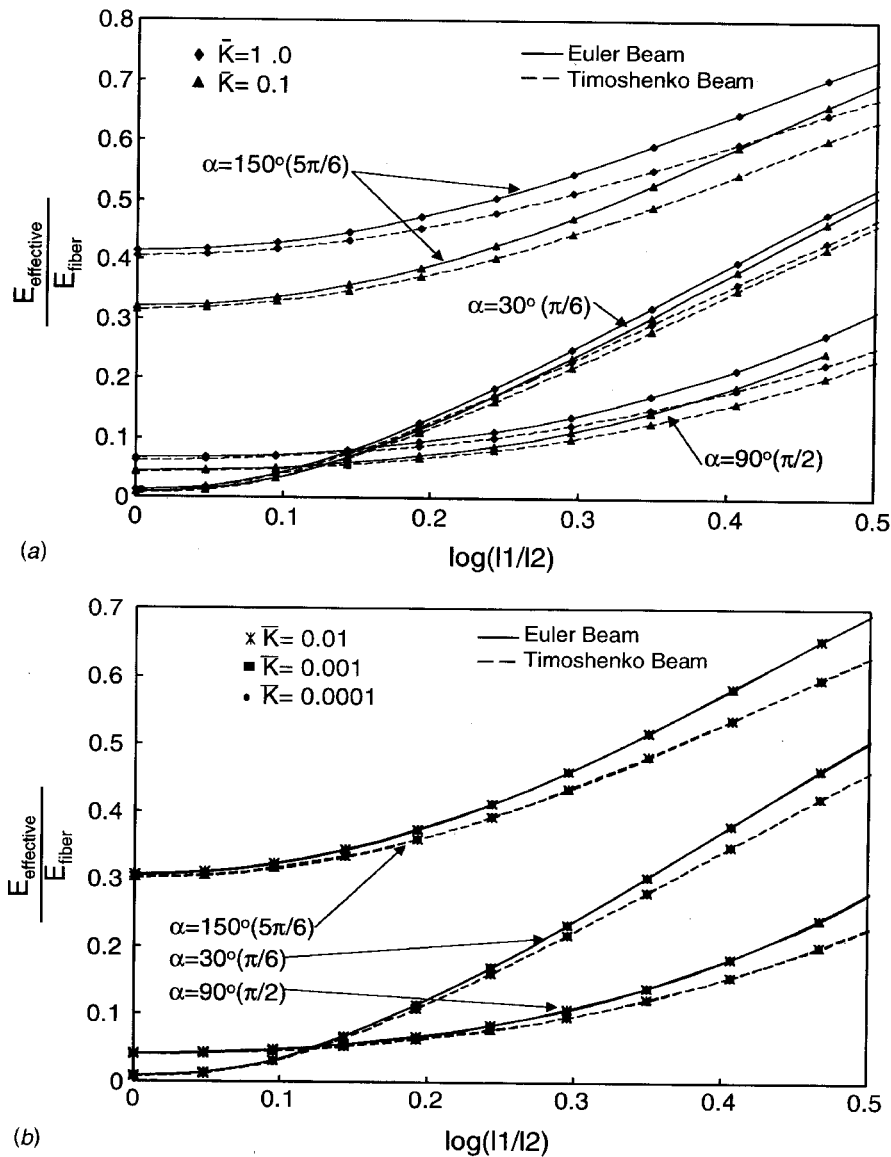 0.8
0.7
0.6
0.5
0.4
0.3
0.2
0.1
0
K̄=1 .0
K̄= 0.1
Euler Beam
Timoshenko Beam
α=150°(5π/6)
α=30° (π/6)
α=90°(π/2)
E_effective
E_fiber
0 0.1 0.2 0.3 0.4 0.5
log(l1/l2)
(a)
0.7
0.6
0.5
0.4
0.3
0.2
0.1
0
K̄= 0.01
K̄= 0.001
K̄= 0.0001
Euler Beam
Timoshenko Beam
α=150°(5π/6)
α=30°(π/6)
α=90°(π/2)
E_effective
E_fiber
0 0.1 0.2 0.3 0.4 0.5
log(l1/l2)
(b)